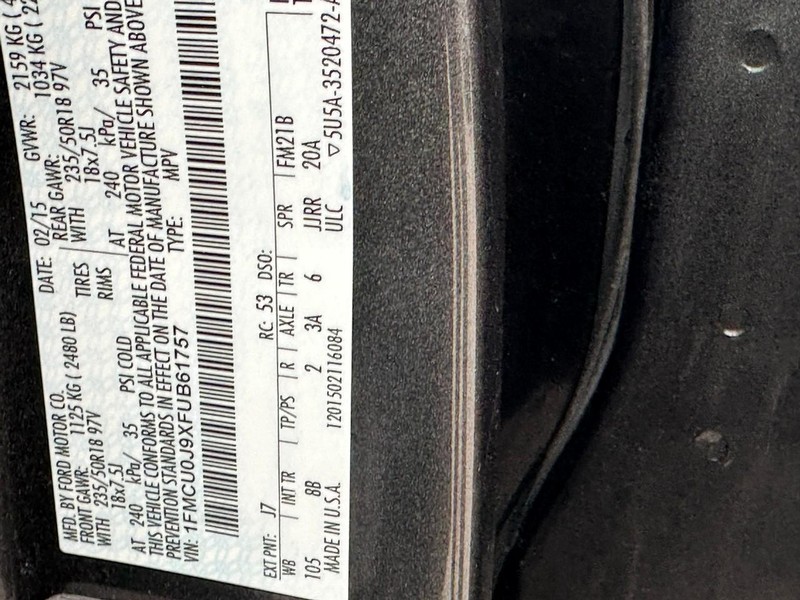 MFD. BY FORD MOTOR CO.
DATE: 02/15 GVWR: 2159 KG (4
FRONT GAWR: 1125 KG ( 2480 LB) REAR GAWR: 1034 KG ( 22
WITH 235/50R18 97V TIRES WITH 235/50R18 97V
18x7.5J RIMS 18x7.5J
AT 240 kPa/ 35 PSI COLD AT 240 kPa/ 35 PSI
THIS VEHICLE CONFORMS TO ALL APPLICABLE FEDERAL MOTOR VEHICLE SAFETY AND
PREVENTION STANDARDS IN EFFECT ON THE DATE OF MANUFACTURE SHOWN ABOVE
VIN: 1FMCU0J9XFUB61757 TYPE: MPV
EXT PNT: J7 RC: 53 DSO:
WB INT TR TP/PS R AXLE TR SPR FM21B
105 8B 2 3A 6 JJRR 20A
MADE IN U.S.A. 1201502116084 ULC ▽5U5A-3520472-A